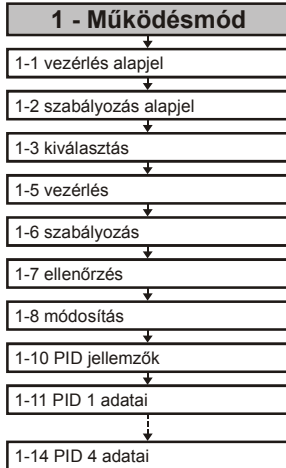 1 - Működésmód
1-1 vezérlés alapjel
1-2 szabályozás alapjel
1-3 kiválasztás
1-5 vezérlés
1-6 szabályozás
1-7 ellenőrzés
1-8 módosítás
1-10 PID jellemzők
1-11 PID 1 adatai
1-14 PID 4 adatai